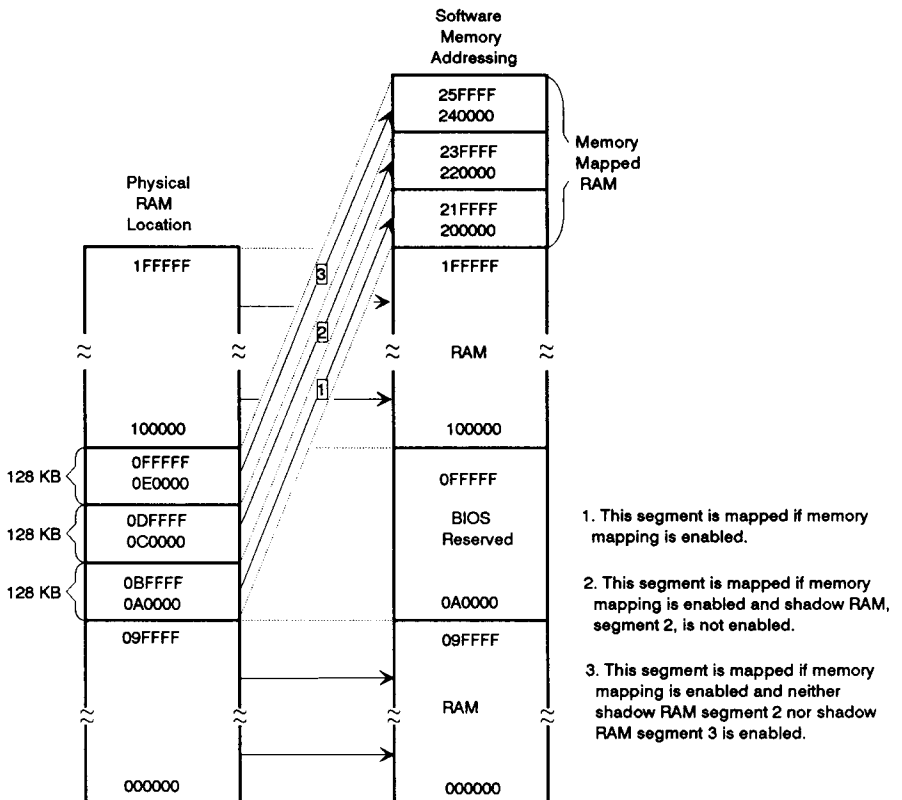 Software
Memory
Addressing
25FFFF
240000
23FFFF
220000
21FFFF
200000
Memory
Mapped
RAM
Physical
RAM
Location
1FFFFF
100000
128 KB
0FFFFF
0E0000
128 KB
0DFFFF
0C0000
128 KB
0BFFFF
0A0000
09FFFF
000000
3
2
1
1FFFFF
RAM
100000
0FFFFF
BIOS
Reserved
0A0000
09FFFF
RAM
000000
1. This segment is mapped if memory
mapping is enabled.
2. This segment is mapped if memory
mapping is enabled and shadow RAM,
segment 2, is not enabled.
3. This segment is mapped if memory
mapping is enabled and neither
shadow RAM segment 2 nor shadow
RAM segment 3 is enabled.